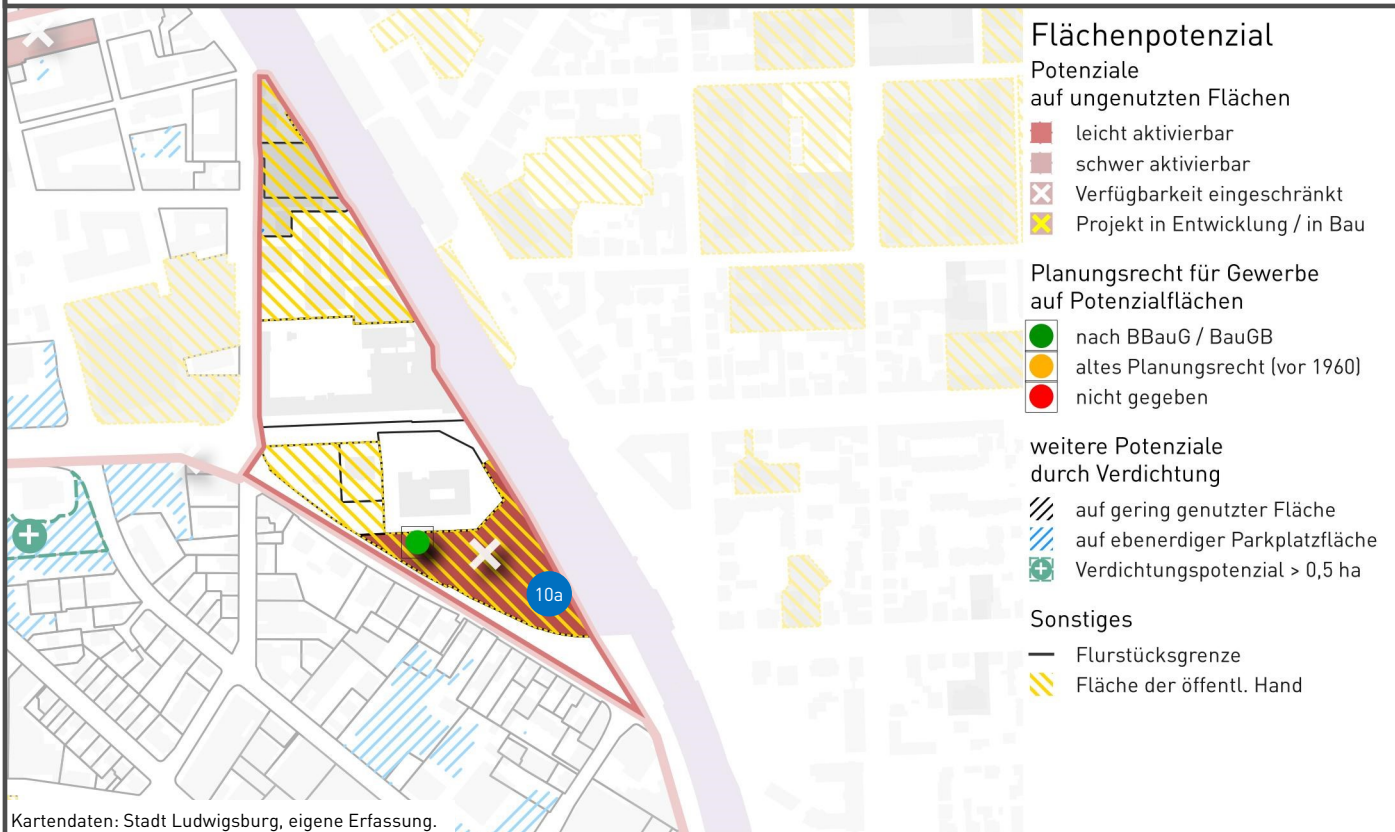 Flächenpotenzial
Potenziale
auf ungenutzten Flächen
leicht aktivierbar
schwer aktivierbar
Verfügbarkeit eingeschränkt
Projekt in Entwicklung / in Bau
Planungsrecht für Gewerbe
auf Potenzialflächen
nach BBauG / BauGB
altes Planungsrecht (vor 1960)
nicht gegeben
weitere Potenziale
durch Verdichtung
auf gering genutzter Fläche
auf ebenerdiger Parkplatzfläche
Verdichtungspotenzial > 0,5 ha
Sonstiges
Flurstücksgrenze
Fläche der öffentl. Hand
10a
Kartendaten: Stadt Ludwigsburg, eigene Erfassung.